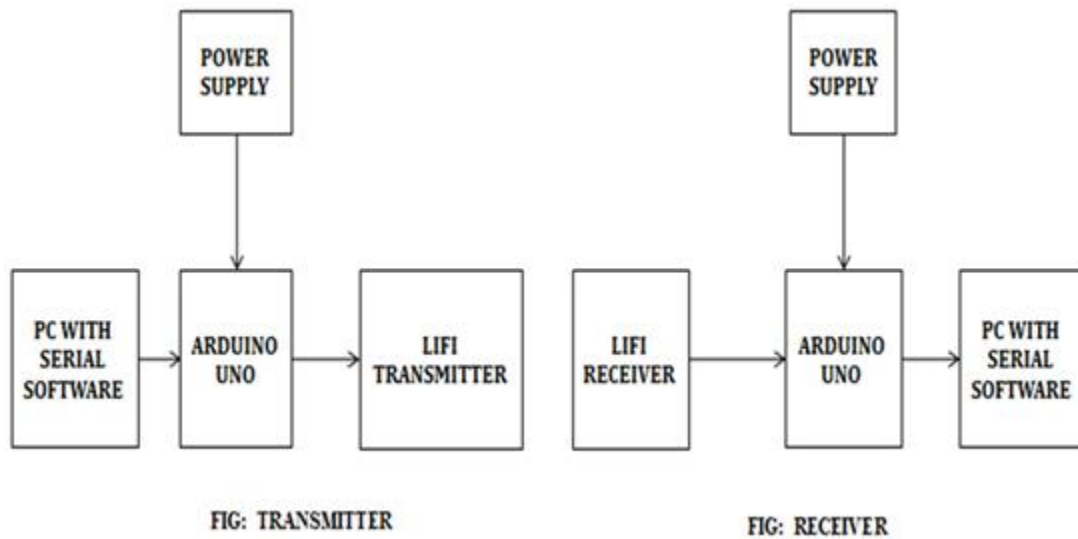 POWER
SUPPLY
POWER
SUPPLY
PC WITH
SERIAL
SOFTWARE
ARDUINO
UNO
LIFI
TRANSMITTER
LIFI
RECEIVER
ARDUINO
UNO
PC WITH
SERIAL
SOFTWARE
FIG: TRANSMITTER
FIG: RECEIVER